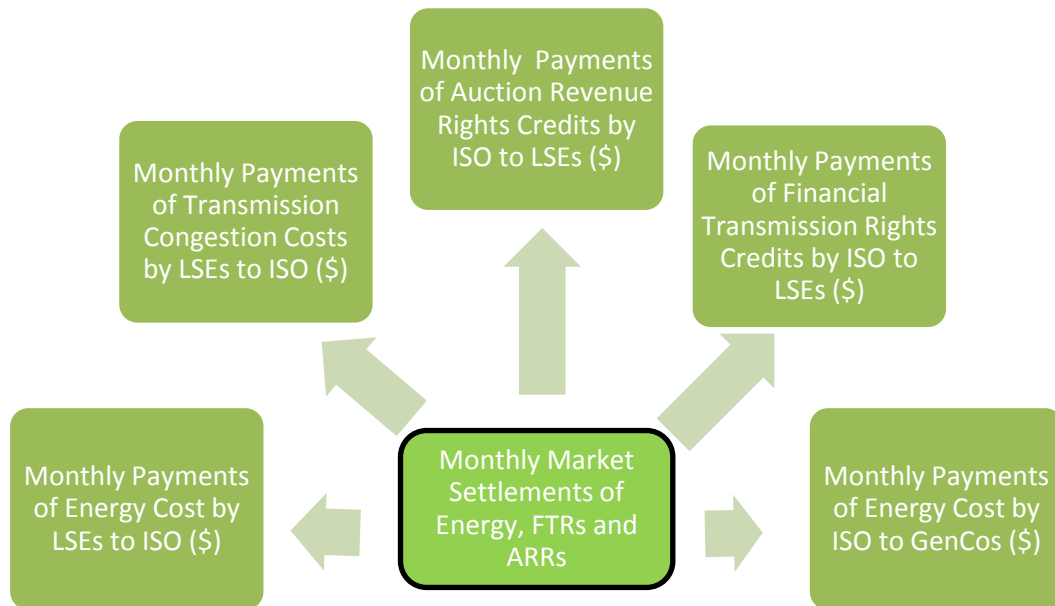 Monthly Payments
of Auction Revenue
Rights Credits by
ISO to LSEs ($)
Monthly Payments
of Transmission
Congestion Costs
by LSEs to ISO ($)
Monthly Payments
of Financial
Transmission Rights
Credits by ISO to
LSEs ($)
Monthly Payments
of Energy Cost by
LSEs to ISO ($)
Monthly Market
Settlements of
Energy, FTRs and
ARRs
Monthly Payments
of Energy Cost by
ISO to GenCos ($)